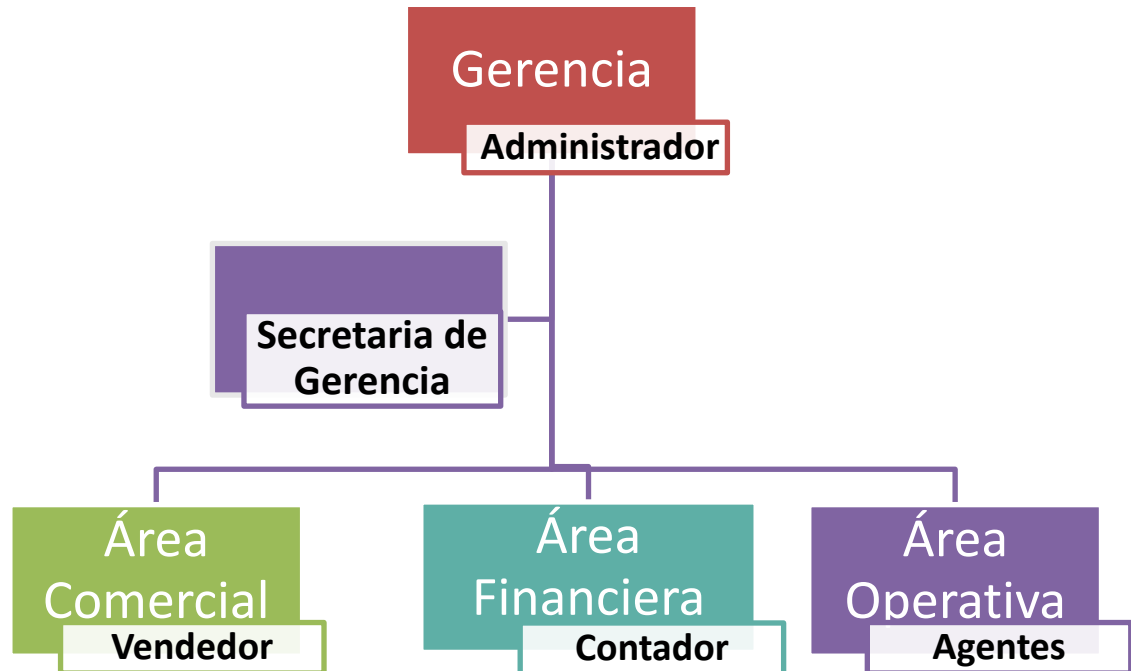 Gerencia
Administrador
Secretaria de
Gerencia
Área
Comercial
Vendedor
Área
Financiera
Contador
Área
Operativa
Agentes